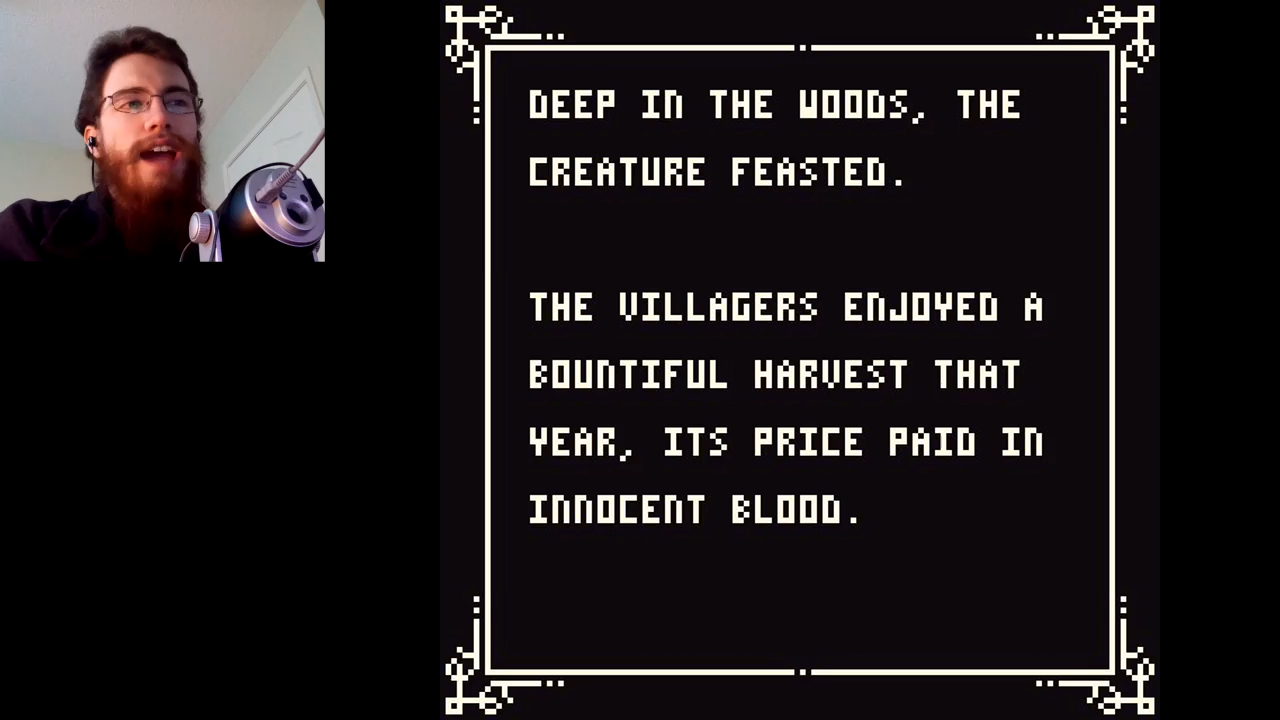 DEEP IN THE WOODS, THE
CREATURE FEASTED.
THE VILLAGERS ENJOYED A
BOUNTIFUL HARVEST THAT
YEAR, ITS PRICE PAID IN
INNOCENT BLOOD.